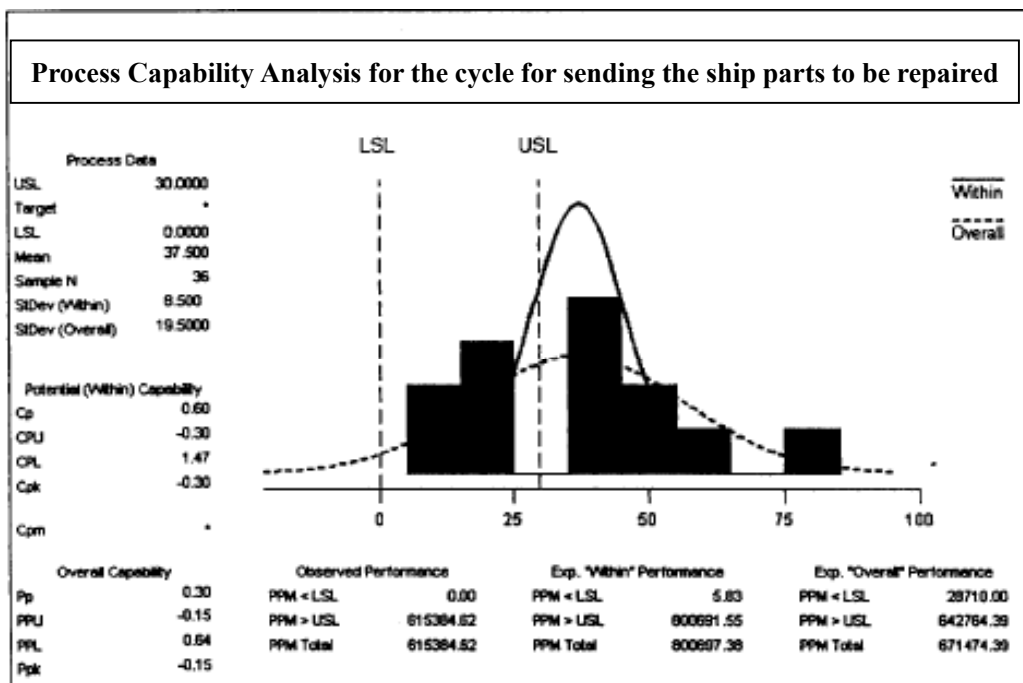 Process Capability Analysis for the cycle for sending the ship parts to be repaired
LSL
USL
Process Data
USL 30.0000
Target *
LSL 0.0000
Mean 37.500
Sample N 36
StDev (Within) 8.500
StDev (Overall) 19.5000
Within
Overall
Potential (Within) Capability
Cp 0.60
CPU -0.30
CPL 1.47
Cpk -0.30
Cpm *
0 25 50 75 100
Overall Capability
Pp 0.30
PPU -0.15
PPL 0.64
Ppk -0.15
Observed Performance
PPM < LSL 0.00
PPM > USL 615384.62
PPM Total 615384.52
Exp. "Within" Performance
PPM < LSL 5.83
PPM > USL 800691.55
PPM Total 800697.38
Exp. "Overall" Performance
PPM < LSL 28710.00
PPM > USL 642764.39
PPM Total 671474.39